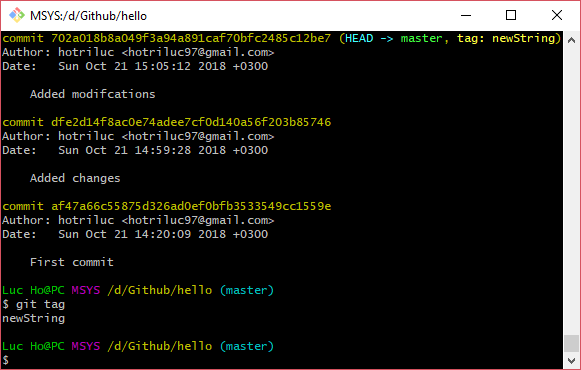 MSYS:/d/Github/hello
commit 702a018b8a049f3a94a891caf70bfc2485c12be7 (HEAD -> master, tag: newString)
Author: hotriluc <hotriluc97@gmail.com>
Date:   Sun Oct 21 15:05:12 2018 +0300
Added modifcations
commit dfe2d14f8ac0e74adee7cf0d140a56f203b85746
Author: hotriluc <hotriluc97@gmail.com>
Date:   Sun Oct 21 14:59:28 2018 +0300
Added changes
commit af47a66c55875d326ad0ef0bfb3533549cc1559e
Author: hotriluc <hotriluc97@gmail.com>
Date:   Sun Oct 21 14:20:09 2018 +0300
First commit
Luc Ho@PC MSYS /d/Github/hello (master)
$ git tag
newString
Luc Ho@PC MSYS /d/Github/hello (master)
$